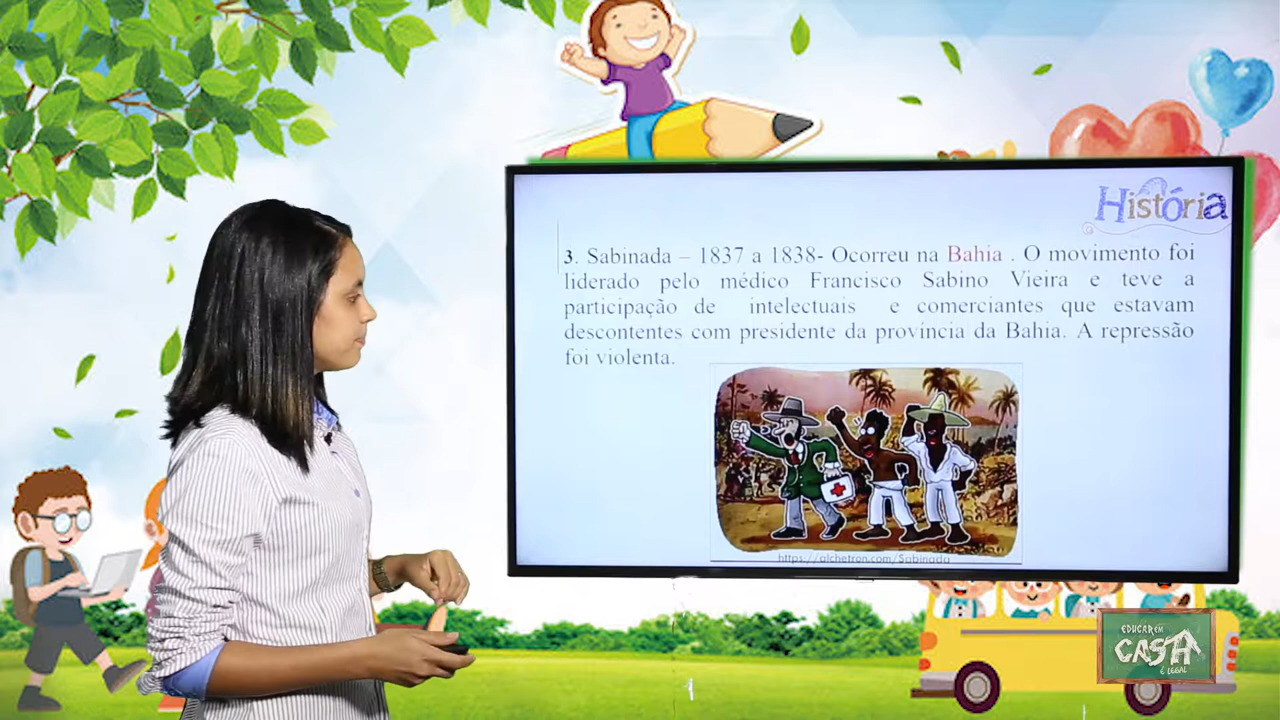 História
3. Sabinada – 1837 a 1838- Ocorreu na Bahia . O movimento foi
liderado pelo médico Francisco Sabino Vieira e teve a
participação de intelectuais e comerciantes que estavam
descontentes com presidente da província da Bahia. A repressão
foi violenta.
https://alchetron.com/Sabinada
EDUCAR EM
CASA
É LEGAL